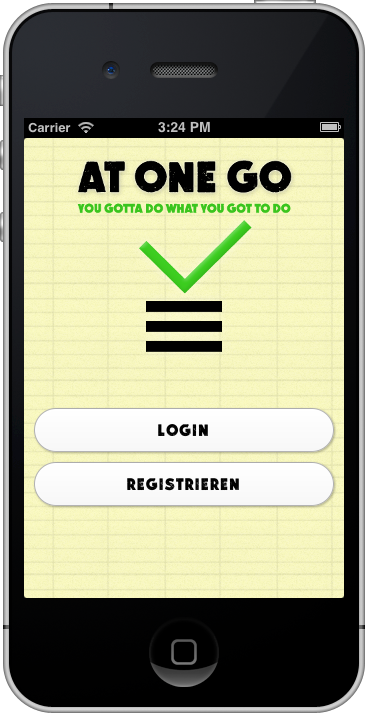 Carrier 3:24 PM
AT ONE GO
YOU GOTTA DO WHAT YOU GOT TO DO
LOGIN
REGISTRIEREN